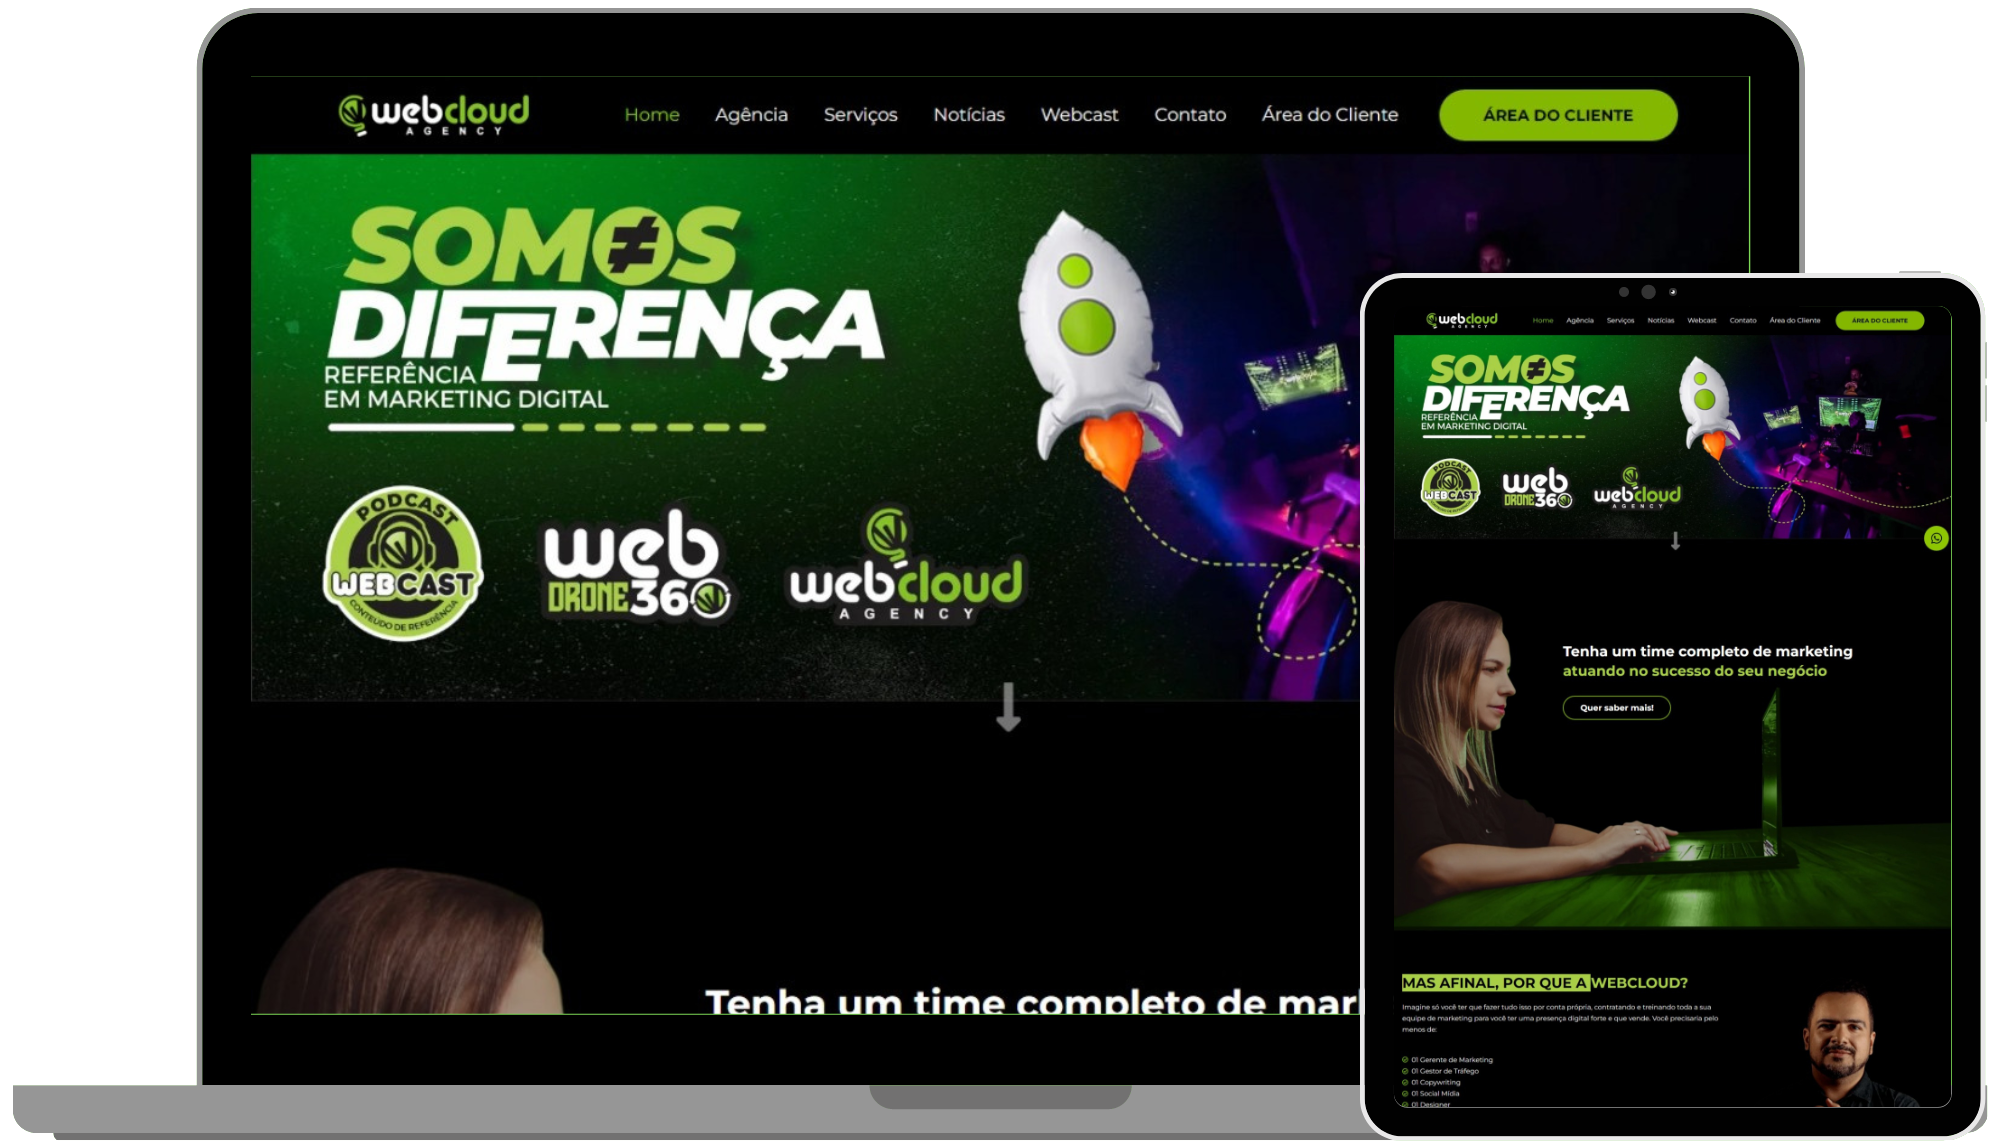 webcloud
AGENCY
Home Agência Serviços Notícias Webcast Contato Área do Cliente ÁREA DO CLIENTE
SOMOS
DIFERENÇA
REFERÊNCIA
EM MARKETING DIGITAL
PODCAST
WEBCAST
CONTEÚDO DE REFERÊNCIA
web
DRONE360
webcloud
AGENCY
Tenha um time completo de mar
webcloud
AGENCY
Home Agência Serviços Notícias Webcast Contato Área do Cliente ÁREA DO CLIENTE
SOMOS
DIFERENÇA
REFERÊNCIA
EM MARKETING DIGITAL
PODCAST
WEBCAST
web
DRONE360
webcloud
AGENCY
Tenha um time completo de marketing
atuando no sucesso do seu negócio
Quer saber mais!
MAS AFINAL, POR QUE A WEBCLOUD?
Imagine só você ter que fazer tudo isso por conta própria, contratando e treinando toda a sua
equipe de marketing para você ter uma presença digital forte e que vende. Você precisaria pelo
menos de:
01 Gerente de Marketing
01 Gestor de Tráfego
01 Copywriting
01 Social Mídia
01 Designer